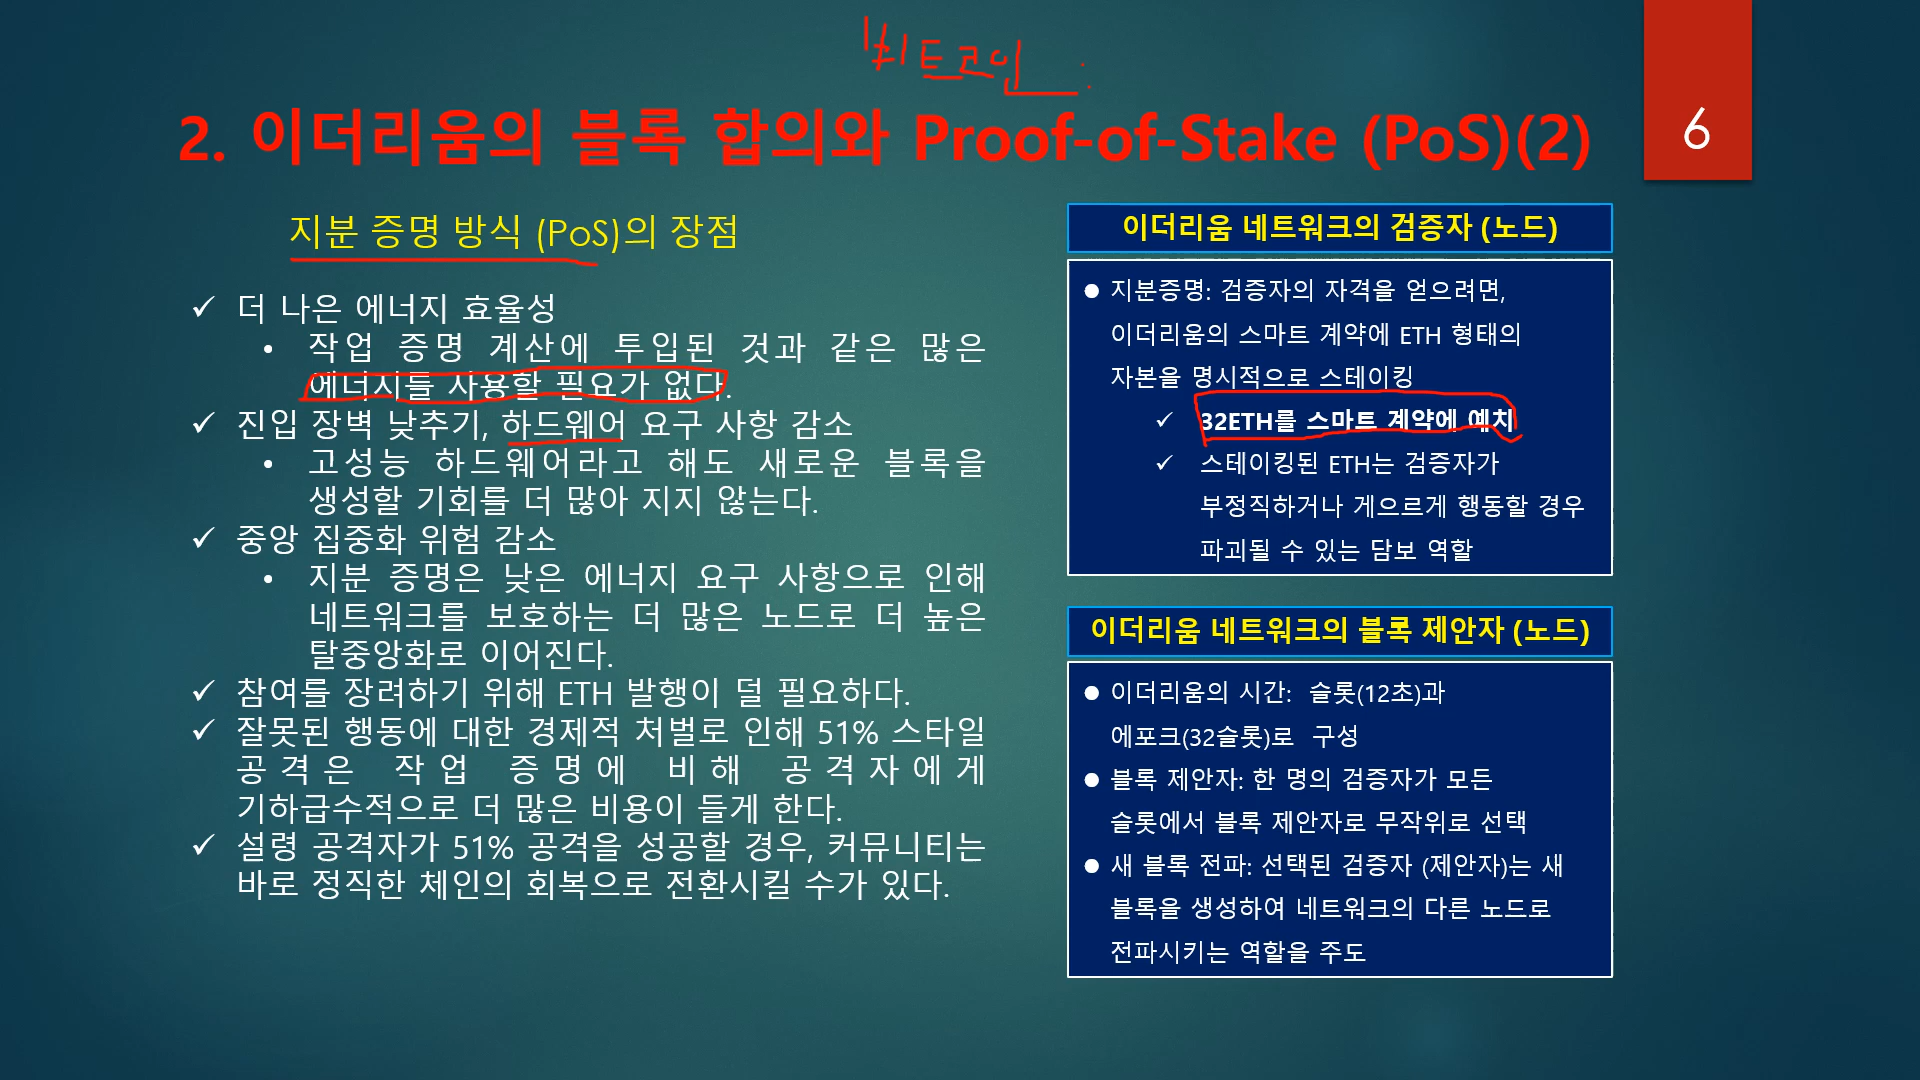 비트코인
2. 이더리움의 블록 합의와 Proof-of-Stake (PoS)(2)
6
지분 증명 방식 (PoS)의 장점
✓ 더 나은 에너지 효율성
• 작업 증명 계산에 투입된 것과 같은 많은
에너지를 사용할 필요가 없다.
✓ 진입 장벽 낮추기, 하드웨어 요구 사항 감소
• 고성능 하드웨어라고 해도 새로운 블록을
생성할 기회를 더 많아 지지 않는다.
✓ 중앙 집중화 위험 감소
• 지분 증명은 낮은 에너지 요구 사항으로 인해
네트워크를 보호하는 더 많은 노드로 더 높은
탈중앙화로 이어진다.
✓ 참여를 장려하기 위해 ETH 발행이 덜 필요하다.
✓ 잘못된 행동에 대한 경제적 처벌로 인해 51% 스타일
공격은 작업 증명에 비해 공격자에게
기하급수적으로 더 많은 비용이 들게 한다.
✓ 설령 공격자가 51% 공격을 성공할 경우, 커뮤니티는
바로 정직한 체인의 회복으로 전환시킬 수가 있다.
이더리움 네트워크의 검증자 (노드)
● 지분증명: 검증자의 자격을 얻으려면,
이더리움의 스마트 계약에 ETH 형태의
자본을 명시적으로 스테이킹
✓ 32ETH를 스마트 계약에 예치
✓ 스테이킹된 ETH는 검증자가
부정직하거나 게으르게 행동할 경우
파괴될 수 있는 담보 역할
이더리움 네트워크의 블록 제안자 (노드)
● 이더리움의 시간: 슬롯(12초)과
에포크(32슬롯)로 구성
● 블록 제안자: 한 명의 검증자가 모든
슬롯에서 블록 제안자로 무작위로 선택
● 새 블록 전파: 선택된 검증자 (제안자)는 새
블록을 생성하여 네트워크의 다른 노드로
전파시키는 역할을 주도